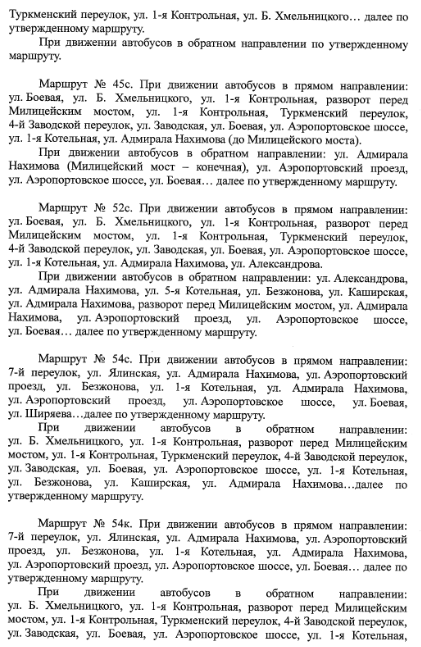 Туркменский переулок, ул. 1-я Контрольная, ул. Б. Хмельницкого… далее по
утвержденному маршруту.
При движении автобусов в обратном направлении по утвержденному
маршруту.
Маршрут № 45с. При движении автобусов в прямом направлении:
ул. Боевая, ул. Б. Хмельницкого, ул. 1-я Контрольная, разворот перед
Милицейским мостом, ул. 1-я Контрольная, Туркменский переулок,
4-й Заводской переулок, ул. Заводская, ул. Боевая, ул. Аэропортовское шоссе,
ул. 1-я Котельная, ул. Адмирала Нахимова (до Милицейского моста).
При движении автобусов в обратном направлении: ул. Адмирала
Нахимова (Милицейский мост – конечная), ул. Аэропортовский проезд,
ул. Аэропортовское шоссе, ул. Боевая… далее по утвержденному маршруту.
Маршрут № 52с. При движении автобусов в прямом направлении:
ул. Боевая, ул. Б. Хмельницкого, ул. 1-я Контрольная, разворот перед
Милицейским мостом, ул. 1-я Контрольная, Туркменский переулок,
4-й Заводской переулок, ул. Заводская, ул. Боевая, ул. Аэропортовское шоссе,
ул. 1-я Котельная, ул. Адмирала Нахимова, ул. Александрова.
При движении автобусов в обратном направлении: ул. Александрова,
ул. Адмирала Нахимова, ул. 5-я Котельная, ул. Безжонова, ул. Каширская,
ул. Адмирала Нахимова, разворот перед Милицейским мостом, ул. Адмирала
Нахимова, ул. Аэропортовский проезд, ул. Аэропортовское шоссе,
ул. Боевая… далее по утвержденному маршруту.
Маршрут № 54с. При движении автобусов в прямом направлении:
7-й переулок, ул. Ялинская, ул. Адмирала Нахимова, ул. Аэропортовский
проезд, ул. Безжонова, ул. 1-я Котельная, ул. Адмирала Нахимова,
ул. Аэропортовский проезд, ул. Аэропортовское шоссе, ул. Боевая,
ул. Ширяева…далее по утвержденному маршруту.
При движении автобусов в обратном направлении:
ул. Б. Хмельницкого, ул. 1-я Контрольная, разворот перед Милицейским
мостом, ул. 1-я Контрольная, Туркменский переулок, 4-й Заводской переулок,
ул. Заводская, ул. Боевая, ул. Аэропортовское шоссе, ул. 1-я Котельная,
ул. Безжонова, ул. Каширская, ул. Адмирала Нахимова…далее по
утвержденному маршруту.
Маршрут № 54к. При движении автобусов в прямом направлении:
7-й переулок, ул. Ялинская, ул. Адмирала Нахимова, ул. Аэропортовский
проезд, ул. Безжонова, ул. 1-я Котельная, ул. Адмирала Нахимова,
ул. Аэропортовский проезд, ул. Аэропортовское шоссе, ул. Боевая… далее по
утвержденному маршруту.
При движении автобусов в обратном направлении:
ул. Б. Хмельницкого, ул. 1-я Контрольная, разворот перед Милицейским
мостом, ул. 1-я Контрольная, Туркменский переулок, 4-й Заводской переулок,
ул. Заводская, ул. Боевая, ул. Аэропортовское шоссе, ул. 1-я Котельная,